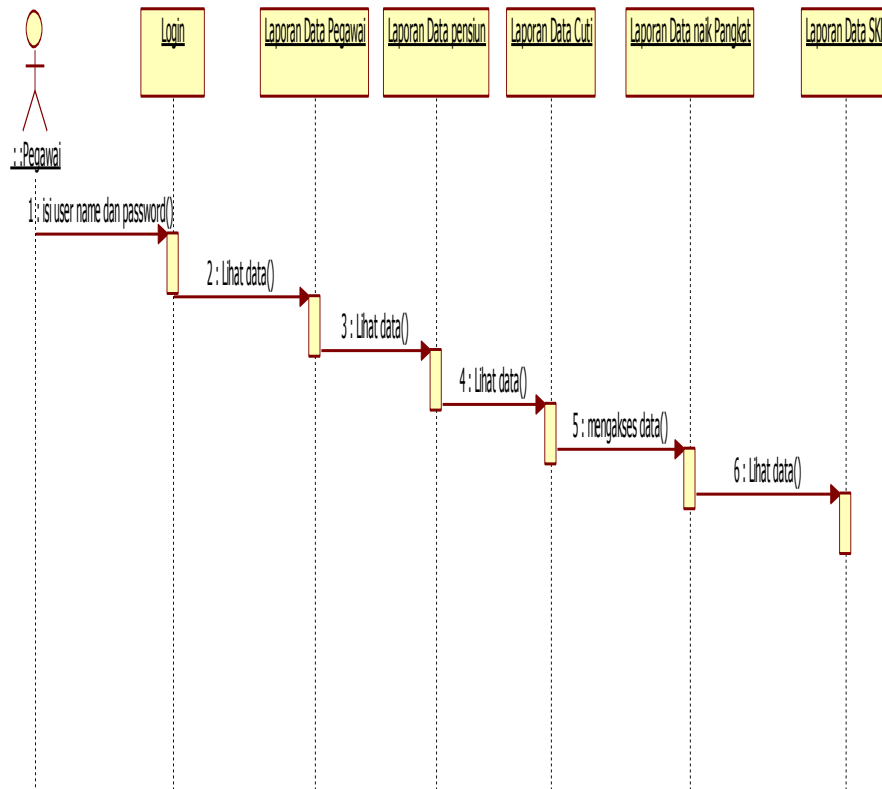 Login
Laporan Data Pegawai
Laporan Data pensiun
Laporan Data Cuti
Laporan Data naik Pangkat
Laporan Data
: :Pegawai
1 : isi user name dan password()
2 : Lihat data()
3 : Lihat data()
4 : Lihat data()
5 : mengakses data()
6 : Lihat data()